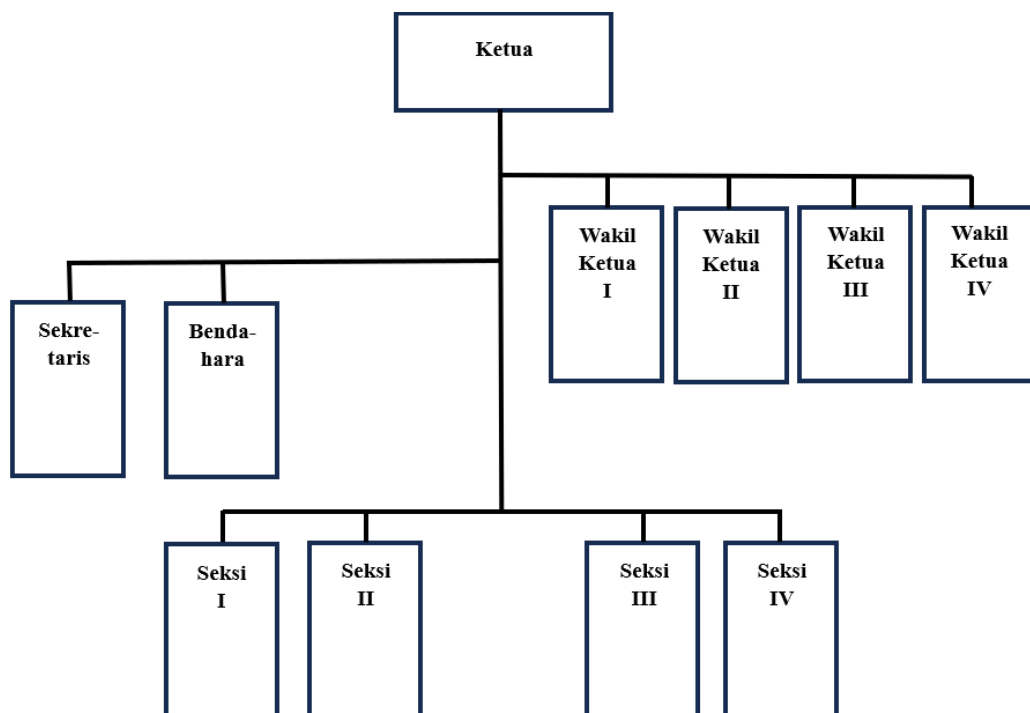 Ketua
Wakil
Ketua
I
Wakil
Ketua
II
Wakil
Ketua
III
Wakil
Ketua
IV
Sekre-
taris
Benda-
hara
Seksi
I
Seksi
II
Seksi
III
Seksi
IV